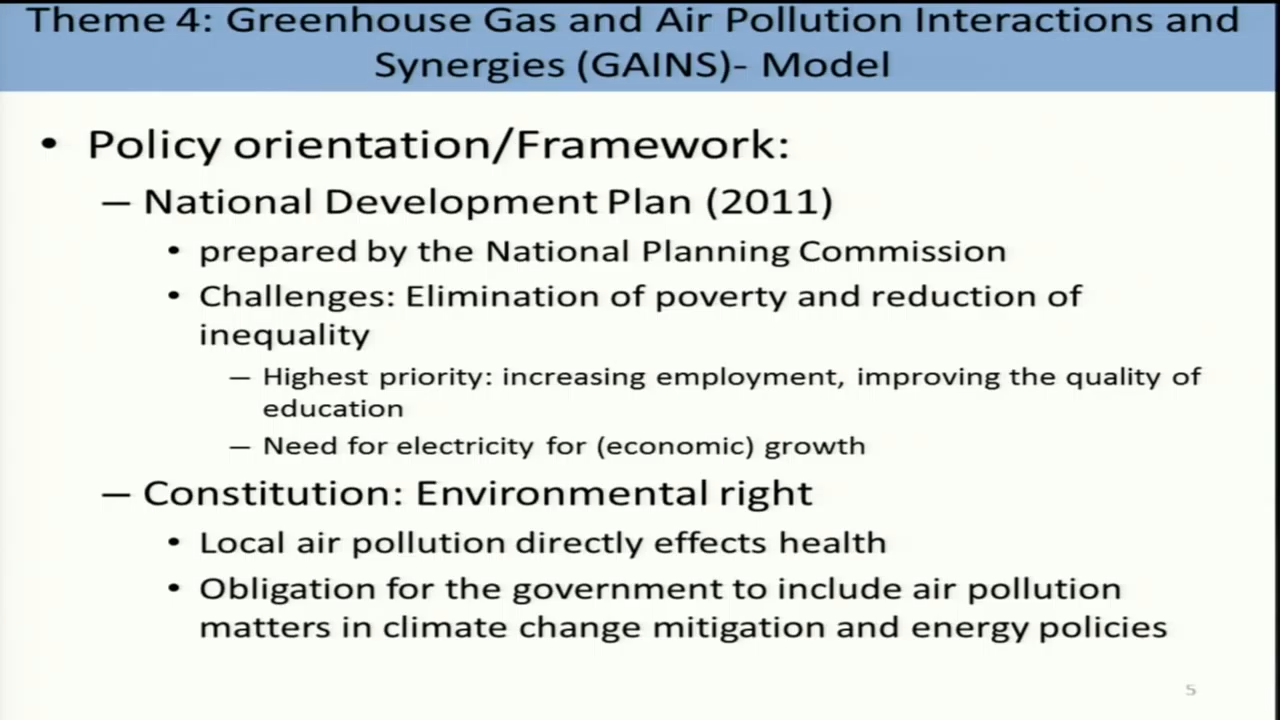 Theme 4: Greenhouse Gas and Air Pollution Interactions and
Synergies (GAINS)- Model
• Policy orientation/Framework:
– National Development Plan (2011)
• prepared by the National Planning Commission
• Challenges: Elimination of poverty and reduction of
inequality
– Highest priority: increasing employment, improving the quality of
education
– Need for electricity for (economic) growth
– Constitution: Environmental right
• Local air pollution directly effects health
• Obligation for the government to include air pollution
matters in climate change mitigation and energy policies
5